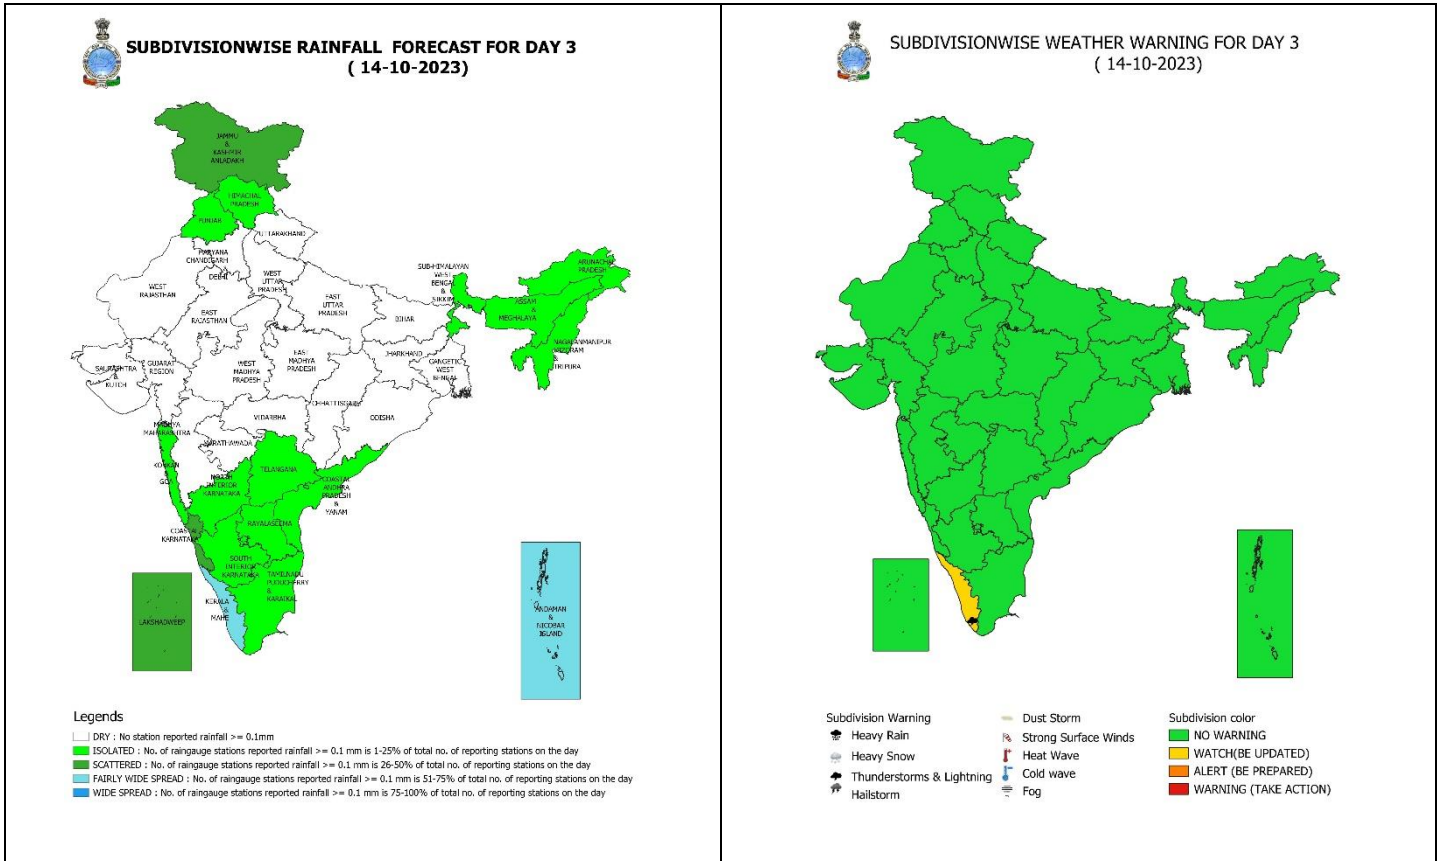 SUBDIVISIONWISE RAINFALL FORECAST FOR DAY 3
( 14-10-2023)
JAMMU
&
KASHMIR
ANLADAKH
HIMACHAL
PRADESH
PUNJAB
UTTARAKHAND
HARYANA
CHANDIGARH
DELHI
WEST
UTTAR
PRADESH
WEST
RAJASTHAN
EAST
RAJASTHAN
EAST
UTTAR
PRADESH
BIHAR
SUB-HIMALAYAN
WEST
BENGAL
&
SIKKIM
ARUNACHAL
PRADESH
ASSAM
&
MEGHALAYA
NAGALANMANIPUR
MIZORAM
&
TRIPURA
SAURASHTRA
&
KUTCH
GUJARAT
REGION
WEST
MADHYA
PRADESH
EAST
MADHYA
PRADESH
JHARKHAND
GANGETIC
WEST
BENGAL
CHHATTISGARH
ODISHA
VIDARBHA
MADHYA
MAHARASHTRA
MARATHAWADA
KONKAN
&
GOA
NORTH
INTERIOR
KARNATAKA
TELANGANA
COASTAL
ANDHRA
PRADESH
&
YANAM
RAYALASEEMA
COASTAL
KARNATAKA
SOUTH
INTERIOR
KARNATAKA
TAMILNADU
PUDUCHERRY
&
KARAIKAL
KERALA
&
MAHE
LAKSHADWEEP
ANDAMAN
&
NICOBAR
ISLAND
Legends
DRY : No station reported rainfall >= 0.1mm
ISOLATED : No. of raingauge stations reported rainfall >= 0.1 mm is 1-25% of total no. of reporting stations on the day
SCATTERED : No. of raingauge stations reported rainfall >= 0.1 mm is 26-50% of total no. of reporting stations on the day
FAIRLY WIDE SPREAD : No. of raingauge stations reported rainfall >= 0.1 mm is 51-75% of total no. of reporting stations on the day
WIDE SPREAD : No. of raingauge stations reported rainfall >= 0.1 mm is 75-100% of total no. of reporting stations on the day
SUBDIVISIONWISE WEATHER WARNING FOR DAY 3
( 14-10-2023)
Subdivision Warning
Heavy Rain
Heavy Snow
Thunderstorms & Lightning
Hailstorm
Dust Storm
Strong Surface Winds
Heat Wave
Cold wave
Fog
Subdivision color
NO WARNING
WATCH(BE UPDATED)
ALERT (BE PREPARED)
WARNING (TAKE ACTION)